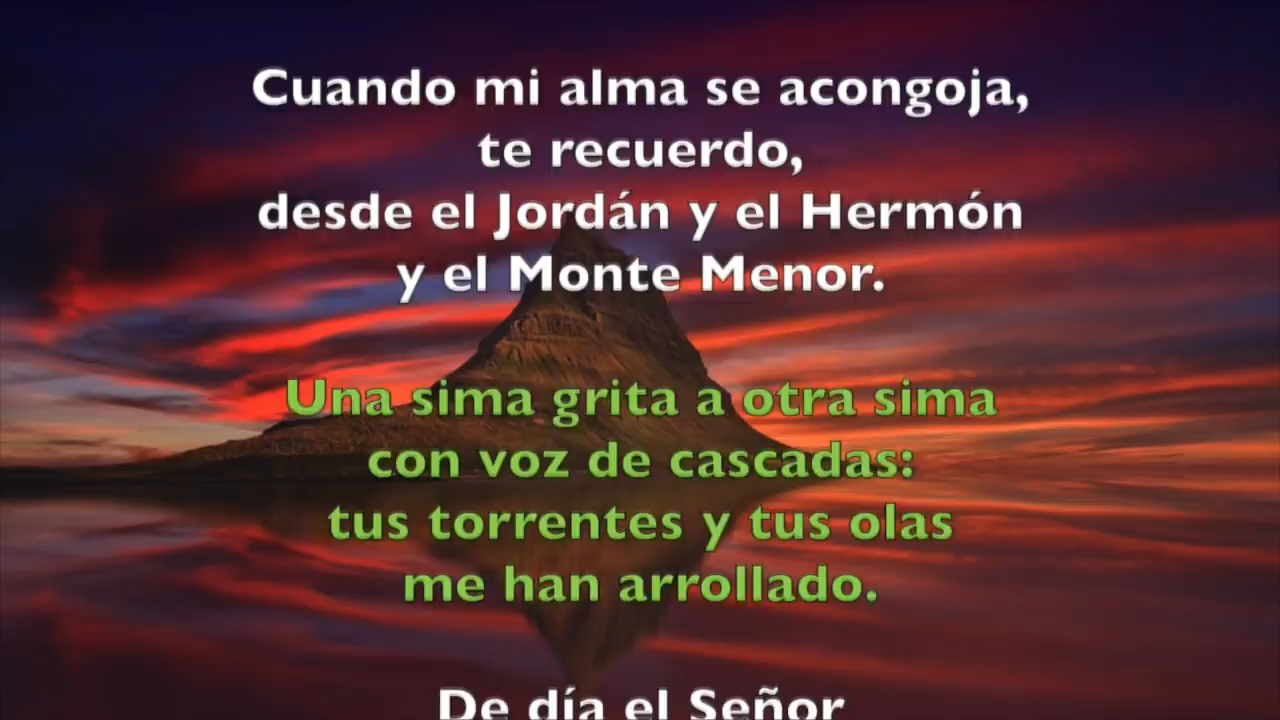 Cuando mi alma se acongoja,
te recuerdo,
desde el Jordán y el Hermón
y el Monte Menor.
Una sima grita a otra sima
con voz de cascadas:
tus torrentes y tus olas
me han arrollado.
De día el Señor